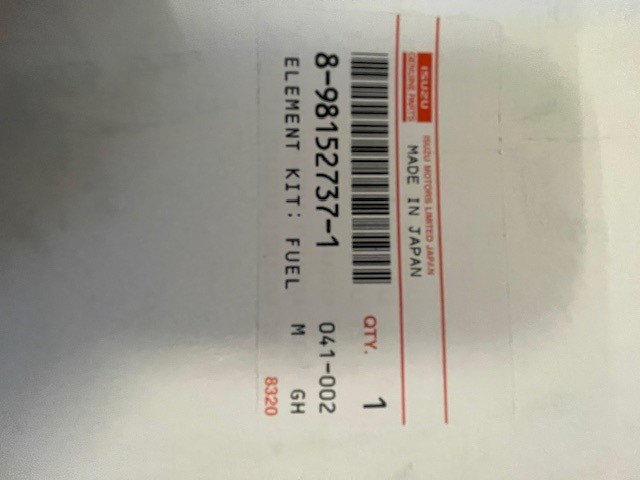 ISUZU
GENUINE PARTS
ISUZU MOTORS LIMITED JAPAN
MADE IN JAPAN
QTY. 1
8-98152737-1 041-002
ELEMENT KIT: FUEL M GH
8320